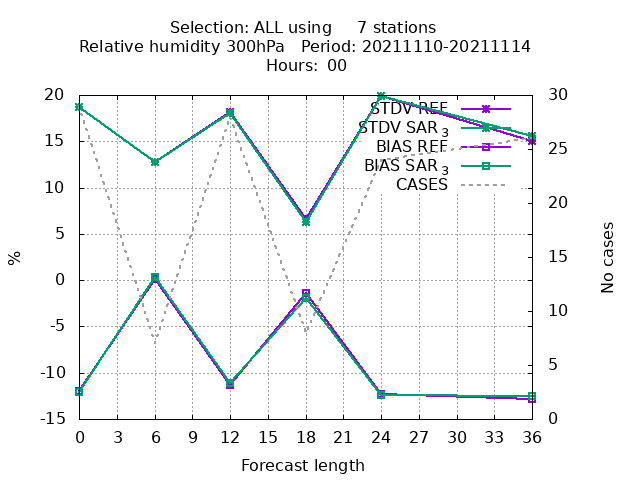 Selection: ALL using     7 stations
Relative humidity 300hPa   Period: 20211110-20211114
Hours: 00
STDV REF
STDV SAR 3
BIAS REF
BIAS SAR 3
CASES
20
15
10
5
0
-5
-10
-15
30
25
20
15
10
5
0
%
No cases
0 3 6 9 12 15 18 21 24 27 30 33 36
Forecast length